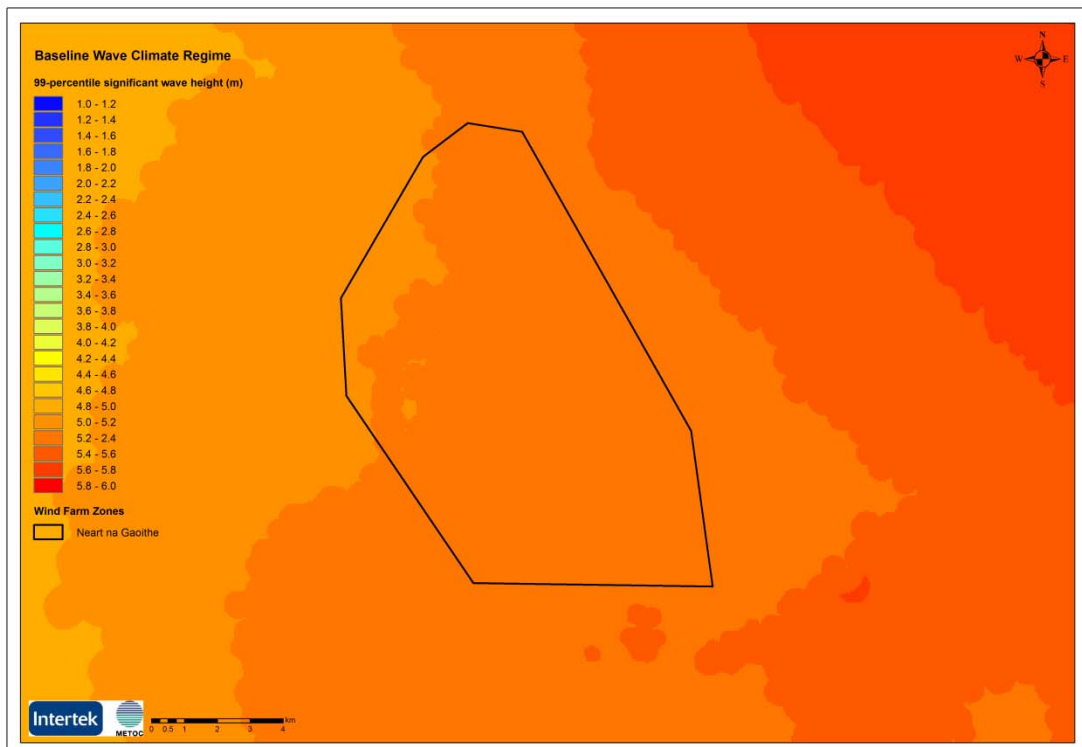 Baseline Wave Climate Regime
99-percentile significant wave height (m)
1.0 - 1.2
1.2 - 1.4
1.4 - 1.6
1.6 - 1.8
1.8 - 2.0
2.0 - 2.2
2.2 - 2.4
2.4 - 2.6
2.6 - 2.8
2.8 - 3.0
3.0 - 3.2
3.2 - 3.4
3.4 - 3.6
3.6 - 3.8
3.8 - 4.0
4.0 - 4.2
4.2 - 4.4
4.4 - 4.6
4.6 - 4.8
4.8 - 5.0
5.0 - 5.2
5.2 - 2.4
5.4 - 5.6
5.6 - 5.8
5.8 - 6.0
Wind Farm Zones
Neart na Gaoithe
N
W E
S
Intertek
METOC
km
0 0.5 1 2 3 4